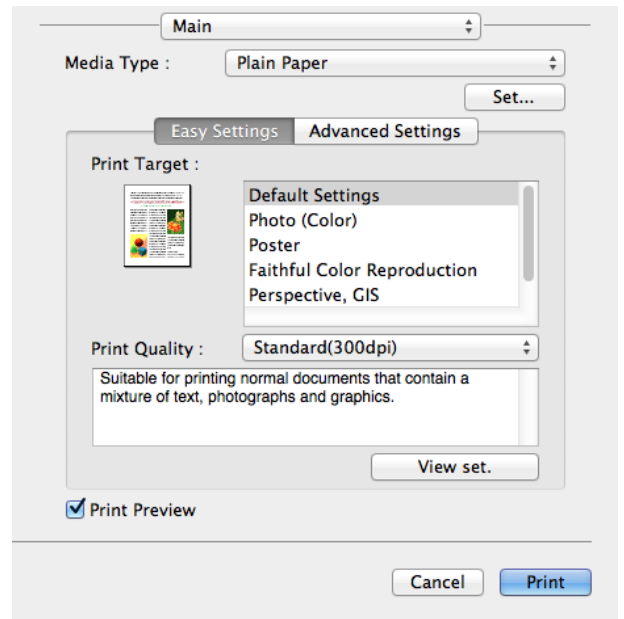 Main
Media Type :
Plain Paper
Set...
Easy Settings
Advanced Settings
Print Target :
Default Settings
Photo (Color)
Poster
Faithful Color Reproduction
Perspective, GIS
Print Quality :
Standard(300dpi)
Suitable for printing normal documents that contain a
mixture of text, photographs and graphics.
View set.
Print Preview
Cancel
Print